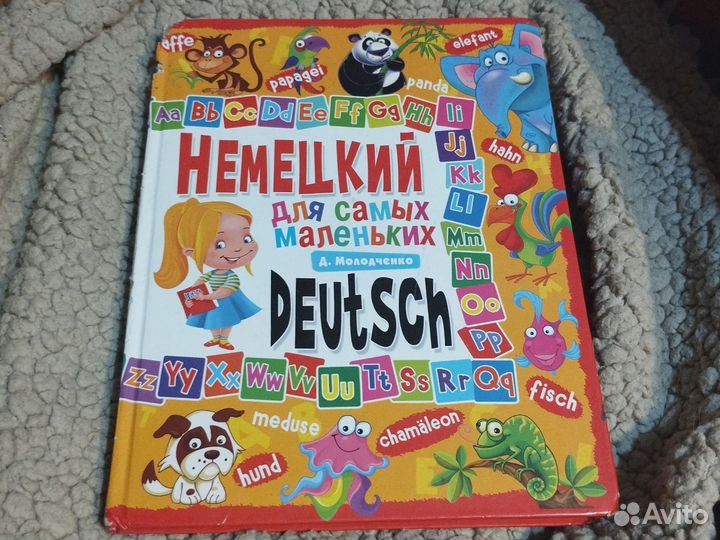 affe
papagei
panda
elefant
Aa Bb Cc Dd Ee Ff Gg Hh Ii
Jj
Kk
Ll
Mm
Nn
Oo
Pp
hahn
Немецкий
для самых
маленьких
Д. Молодченко
Deutsch
Zz Yy Xx Ww Vv Uu Tt Ss Rr Qq
fisch
meduse
chamäleon
hund
Avito